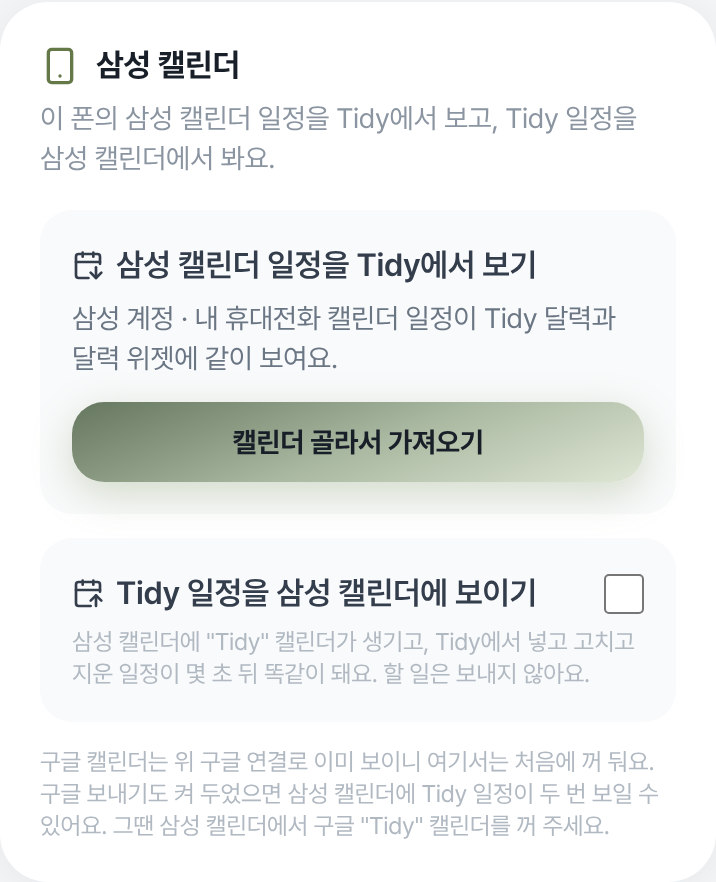 삼성 캘린더
이 폰의 삼성 캘린더 일정을 Tidy에서 보고, Tidy 일정을
삼성 캘린더에서 봐요.
삼성 캘린더 일정을 Tidy에서 보기
삼성 계정 · 내 휴대전화 캘린더 일정이 Tidy 달력과
달력 위젯에 같이 보여요.
캘린더 골라서 가져오기
Tidy 일정을 삼성 캘린더에 보이기
삼성 캘린더에 "Tidy" 캘린더가 생기고, Tidy에서 넣고 고치고
지운 일정이 몇 초 뒤 똑같이 돼요. 할 일은 보내지 않아요.
구글 캘린더는 위 구글 연결로 이미 보이니 여기서는 처음에 꺼 둬요.
구글 보내기도 켜 두었으면 삼성 캘린더에 Tidy 일정이 두 번 보일 수
있어요. 그땐 삼성 캘린더에서 구글 "Tidy" 캘린더를 꺼 주세요.